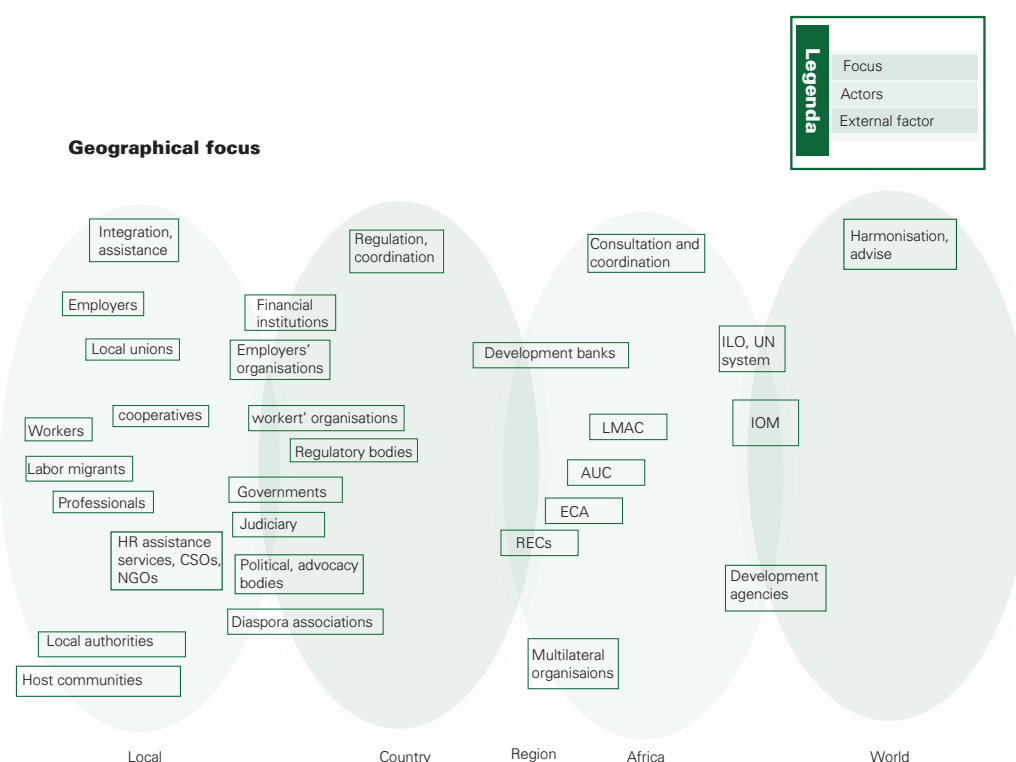 Legenda
Focus
Actors
External factor
Geographical focus
Integration,
assistance
Employers
Local unions
cooperatives
Workers
Labor migrants
Professionals
HR assistance
services, CSOs,
NGOs
Local authorities
Host communities
Financial
institutions
Employers’
organisations
workert’ organisations
Regulatory bodies
Governments
Judiciary
Political, advocacy
bodies
Diaspora associations
Regulation,
coordination
Development banks
Consultation and
coordination
LMAC
AUC
ECA
RECs
Multilateral
organisaions
ILO, UN
system
IOM
Development
agencies
Harmonisation,
advise
Local
Country
Region
Africa
World